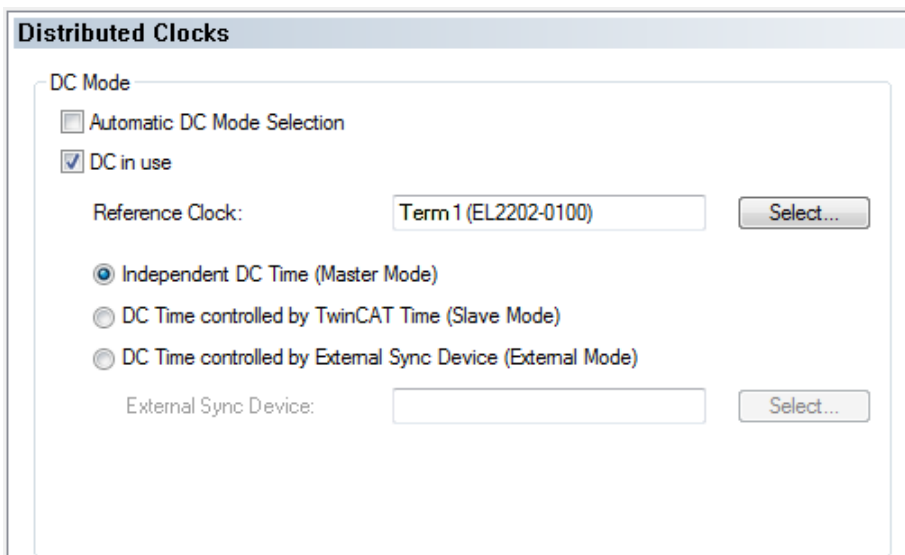 Distributed Clocks
DC Mode
Automatic DC Mode Selection
DC in use
Reference Clock: Term 1 (EL2202-0100) Select...
Independent DC Time (Master Mode)
DC Time controlled by TwinCAT Time (Slave Mode)
DC Time controlled by External Sync Device (External Mode)
External Sync Device: Select...